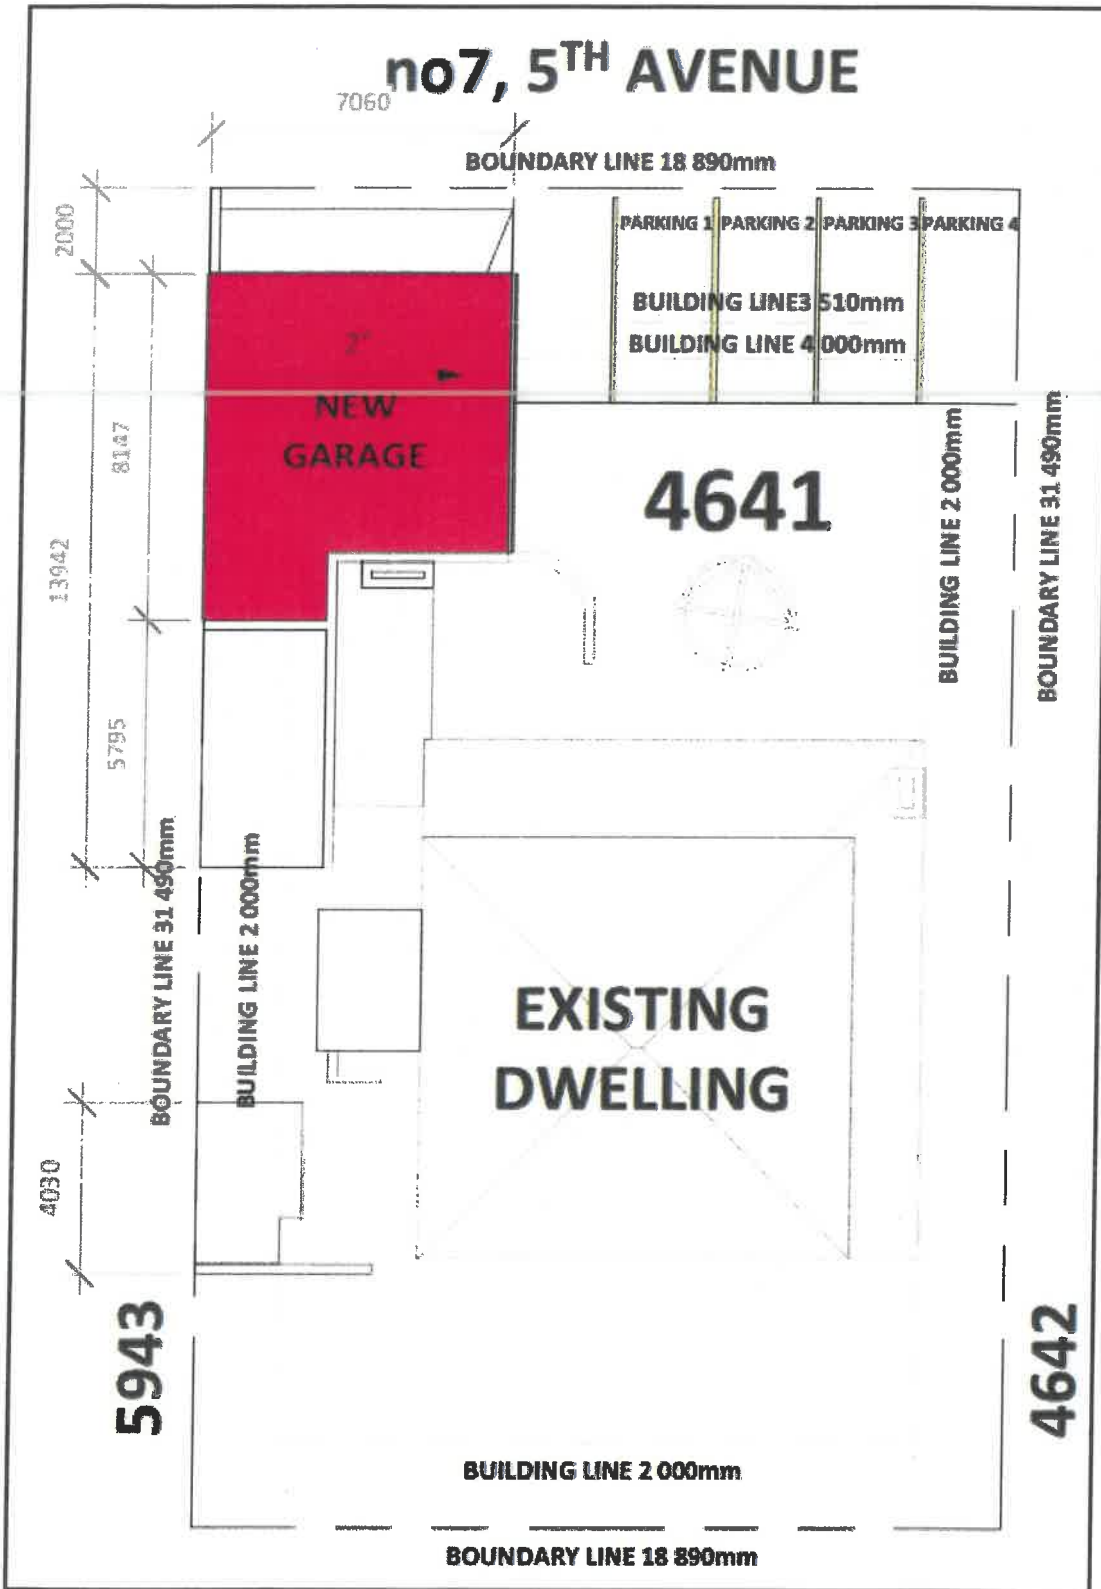 no7, 5TH AVENUE
7060
BOUNDARY LINE 18 890mm
2000
PARKING 1
PARKING 2
PARKING 3
PARKING 4
BUILDING LINE3 510mm
BUILDING LINE 4 000mm
2°
NEW
GARAGE
8147
13942
4641
BUILDING LINE 2 000mm
BOUNDARY LINE 31 490mm
5795
BOUNDARY LINE 31 490mm
BUILDING LINE 2 000mm
EXISTING
DWELLING
4030
5943
4642
BUILDING LINE 2 000mm
BOUNDARY LINE 18 890mm